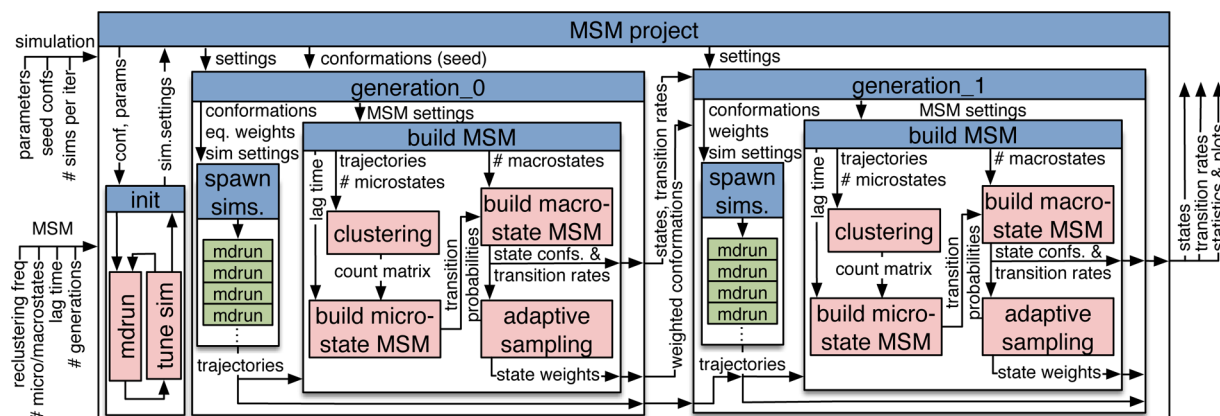 MSM project
simulation
parameters
seed confs
# sims per iter
conf, params
sim.settings
settings
conformations (seed)
settings
generation_0
conformations
eq. weights
sim settings
MSM settings
build MSM
lag time
trajectories
# microstates
# macrostates
spawn
sims.
mdrun
mdrun
mdrun
mdrun
trajectories
clustering
count matrix
build micro-
state MSM
transition
probabilities
build macro-
state MSM
state confs. &
transition rates
adaptive
sampling
state weights
states, transition rates
weighted conformations
generation_1
conformations
weights
sim settings
MSM settings
build MSM
lag time
trajectories
# microstates
# macrostates
spawn
sims.
mdrun
mdrun
mdrun
mdrun
trajectories
clustering
count matrix
build micro-
state MSM
transition
probabilities
build macro-
state MSM
state confs. &
transition rates
adaptive
sampling
state weights
init
mdrun
tune sim
MSM
reclustering freq
# micro/macrostates
lag time
# generations
states
transition rates
statistics & plots